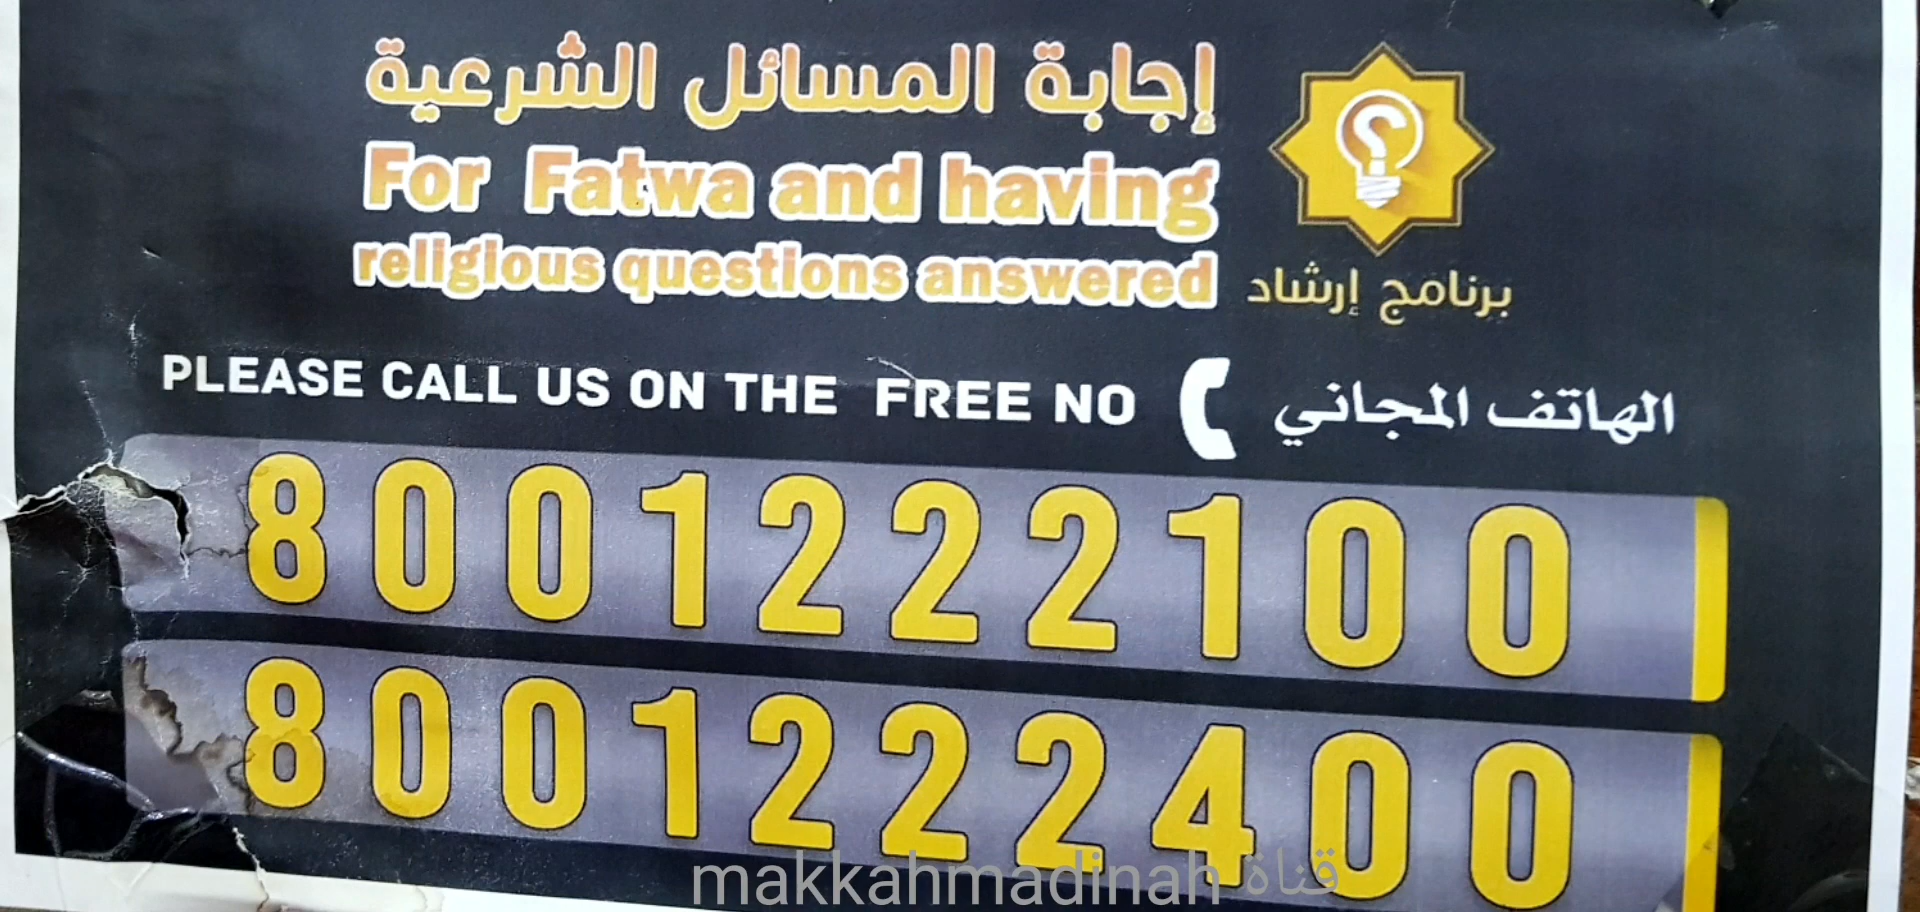 إجابة المسائل الشرعية
For Fatwa and having
religious questions answered
برنامج إرشاد
PLEASE CALL US ON THE FREE NO
الهاتف المجاني
8001222100
8001222400
makkahmadinah قناة